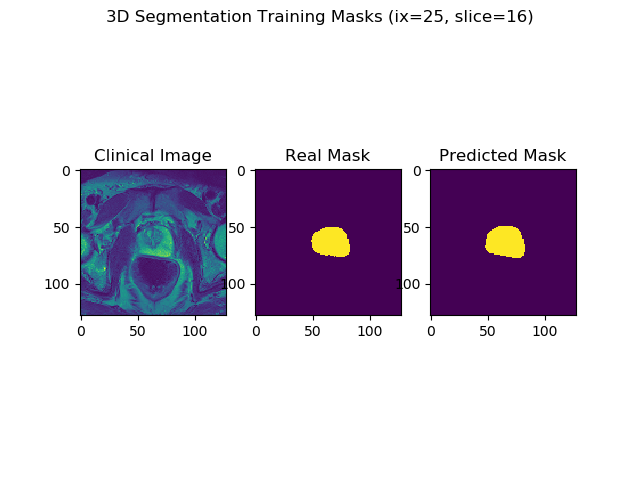 3D Segmentation Training Masks (ix=25, slice=16)
Clinical Image Real Mask Predicted Mask
0 0 0
50 50 50
100 100 100
0 50 100 0 50 100 0 50 100